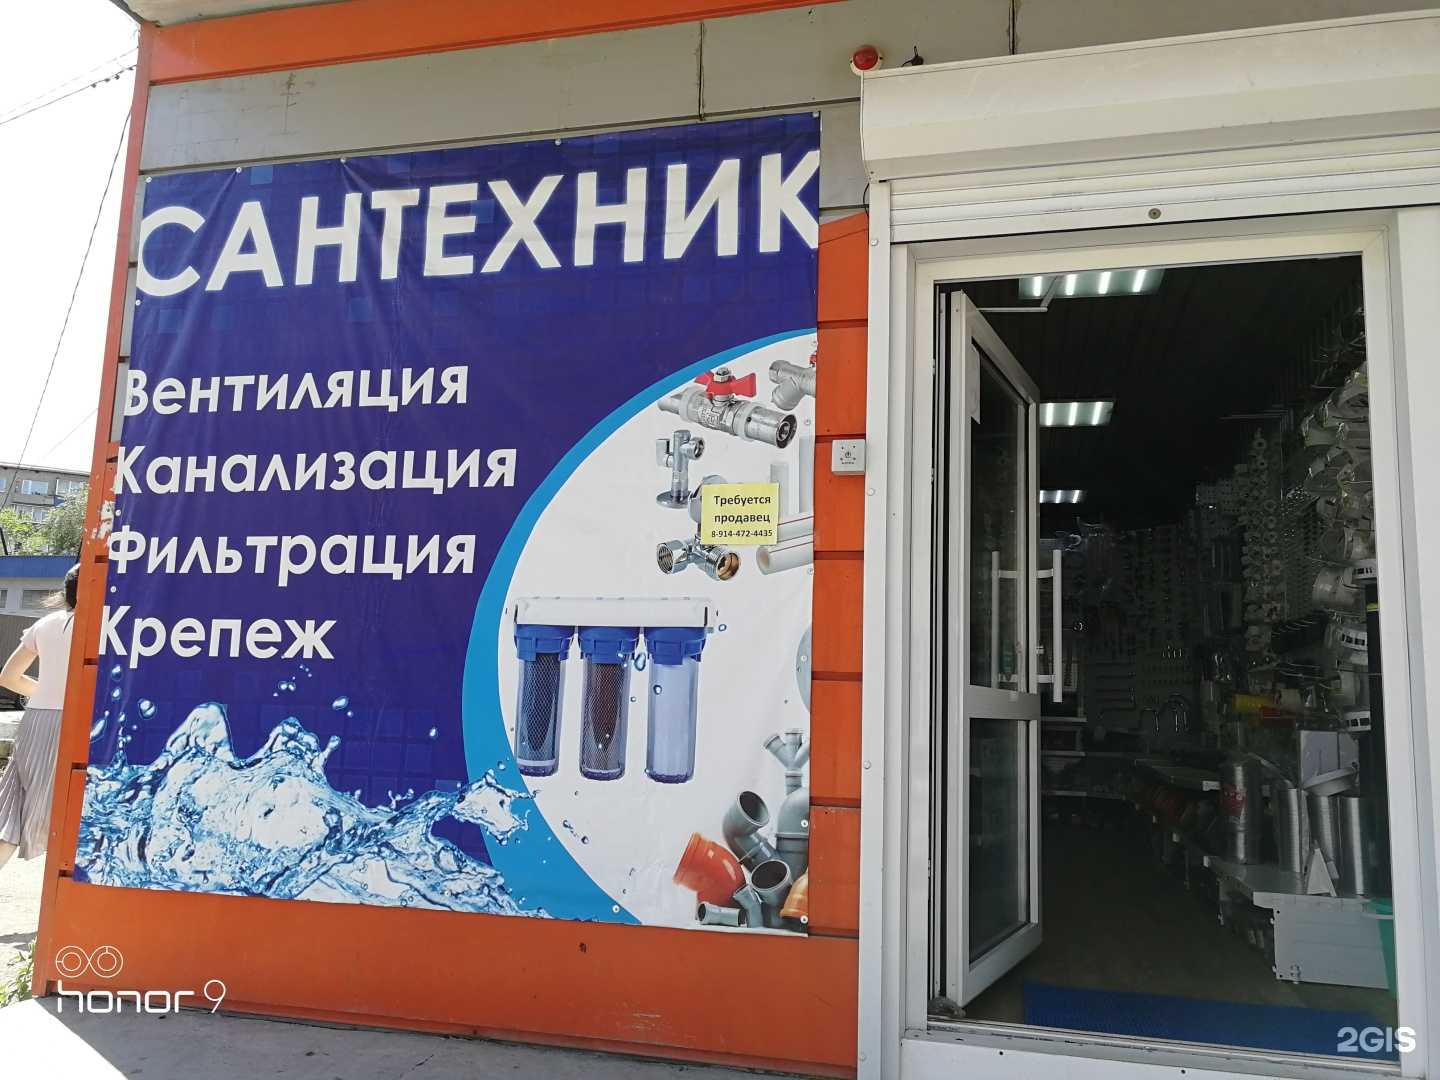 САНТЕХНИК
Вентиляция
Канализация
Фильтрация
Крепеж
Требуется
продавец
8-914-472-4435
honor 9
2GIS